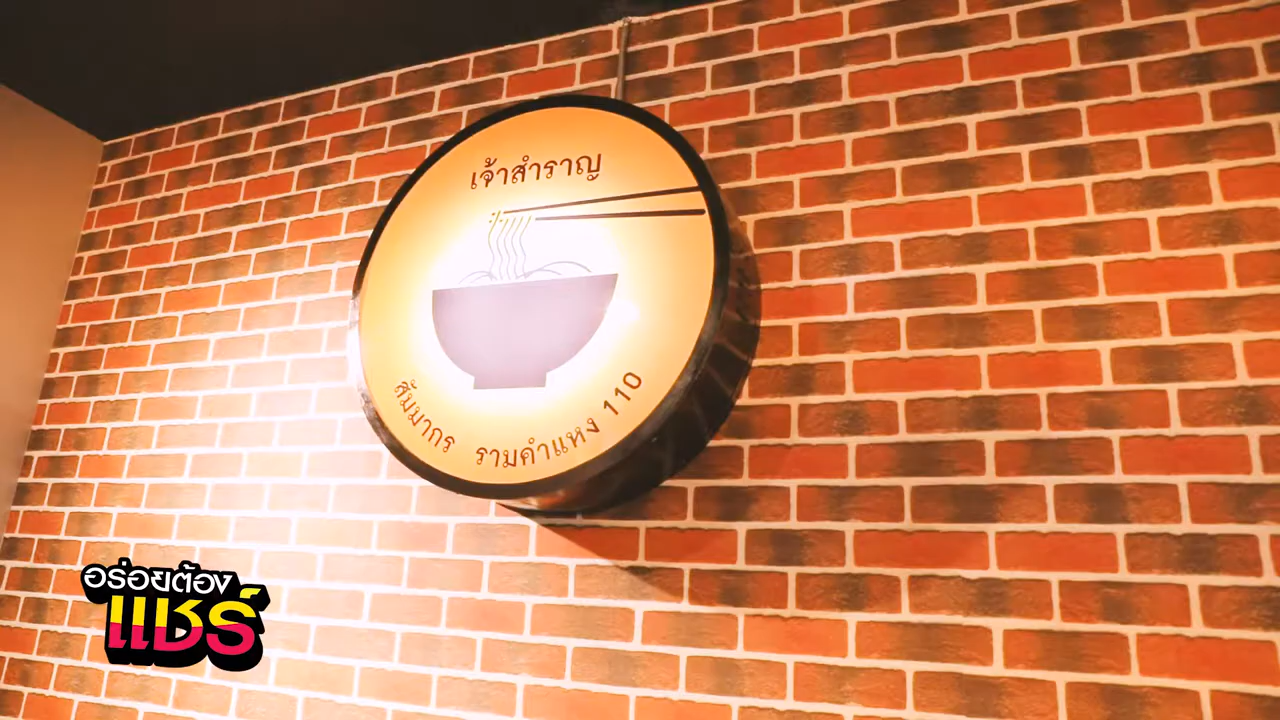 เจ้าสำราญ
สัมมากร รามคำแหง 110
อร่อยต้อง
แชร์